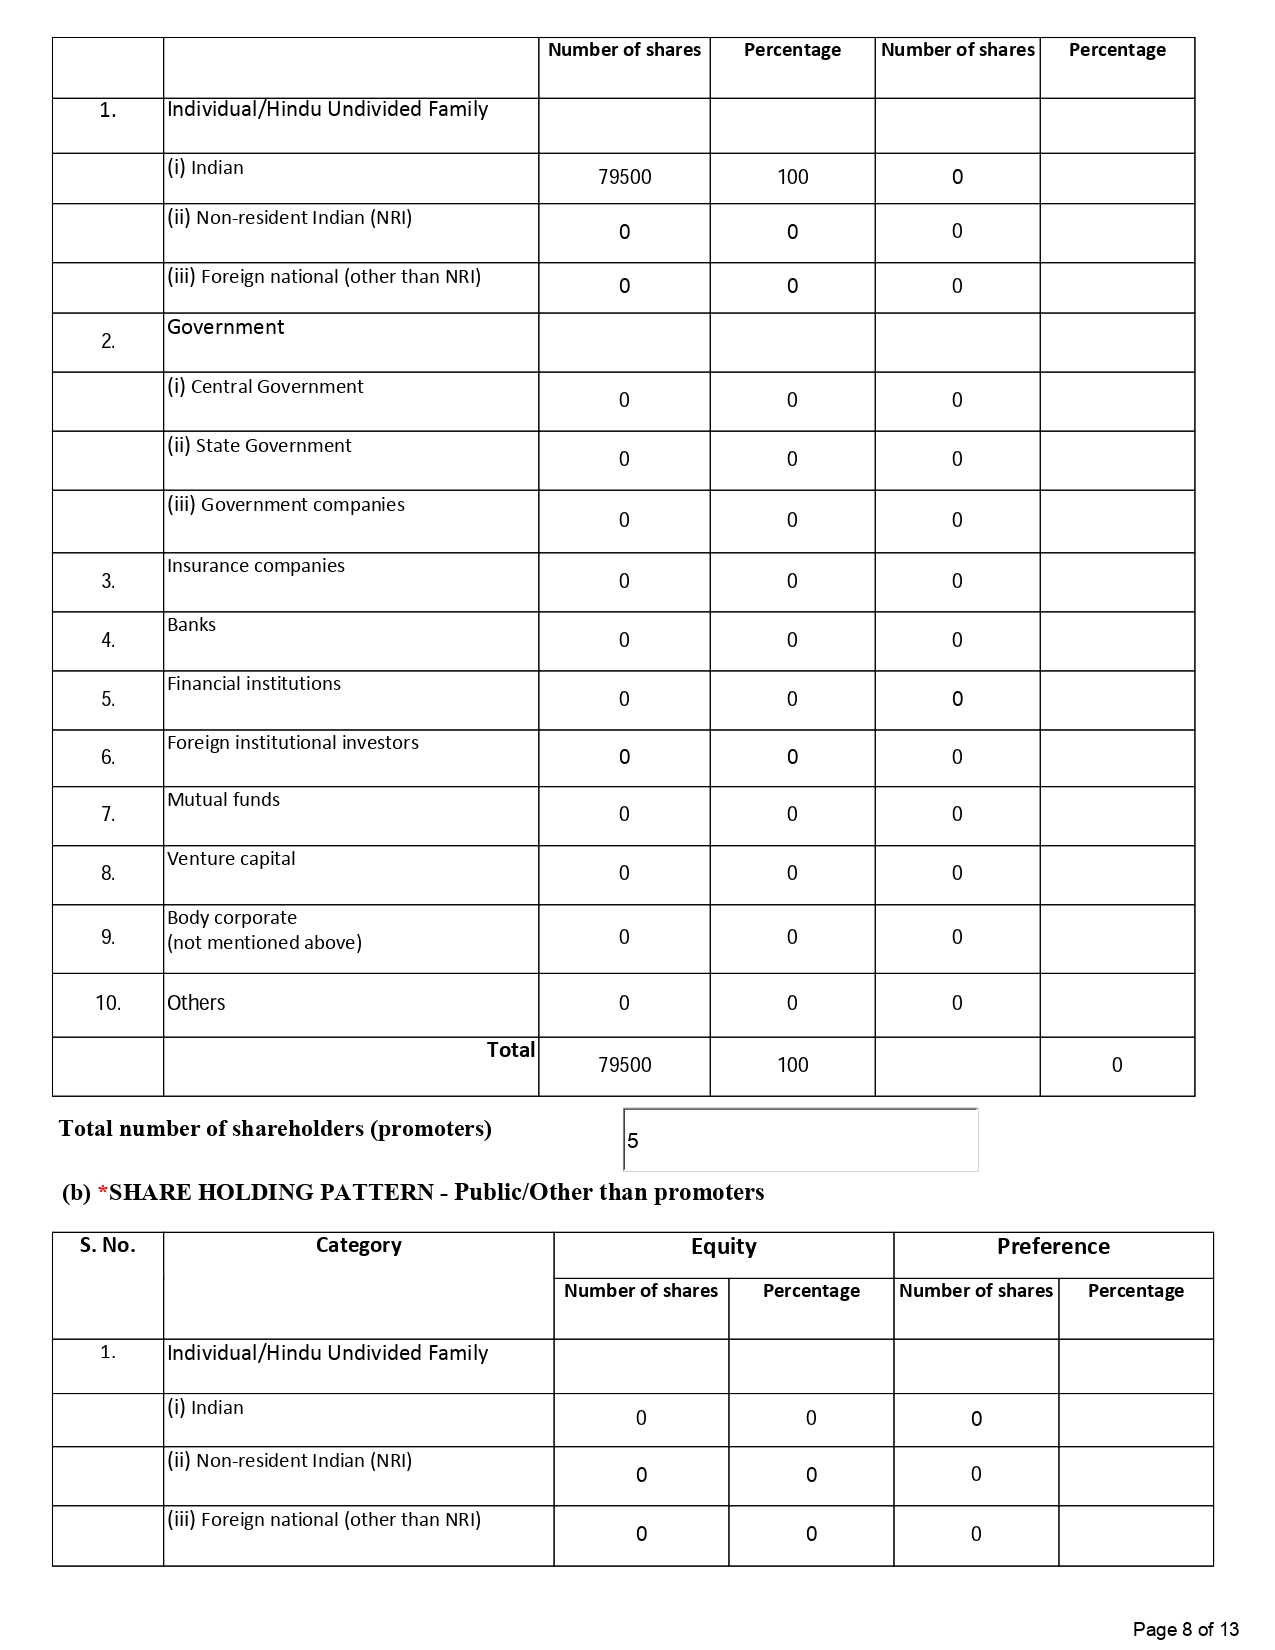 Number of shares Percentage Number of shares Percentage
1. Individual/Hindu Undivided Family
(i) Indian 79500 100 0
(ii) Non-resident Indian (NRI) 0 0 0
(iii) Foreign national (other than NRI) 0 0 0
2. Government
(i) Central Government 0 0 0
(ii) State Government 0 0 0
(iii) Government companies 0 0 0
3. Insurance companies 0 0 0
4. Banks 0 0 0
5. Financial institutions 0 0 0
6. Foreign institutional investors 0 0 0
7. Mutual funds 0 0 0
8. Venture capital 0 0 0
9. Body corporate
(not mentioned above) 0 0 0
10. Others 0 0 0
Total 79500 100 0
Total number of shareholders (promoters) 5
(b) *SHARE HOLDING PATTERN - Public/Other than promoters
S. No. Category Equity Preference
Number of shares Percentage Number of shares Percentage
1. Individual/Hindu Undivided Family
(i) Indian 0 0 0
(ii) Non-resident Indian (NRI) 0 0 0
(iii) Foreign national (other than NRI) 0 0 0
Page 8 of 13